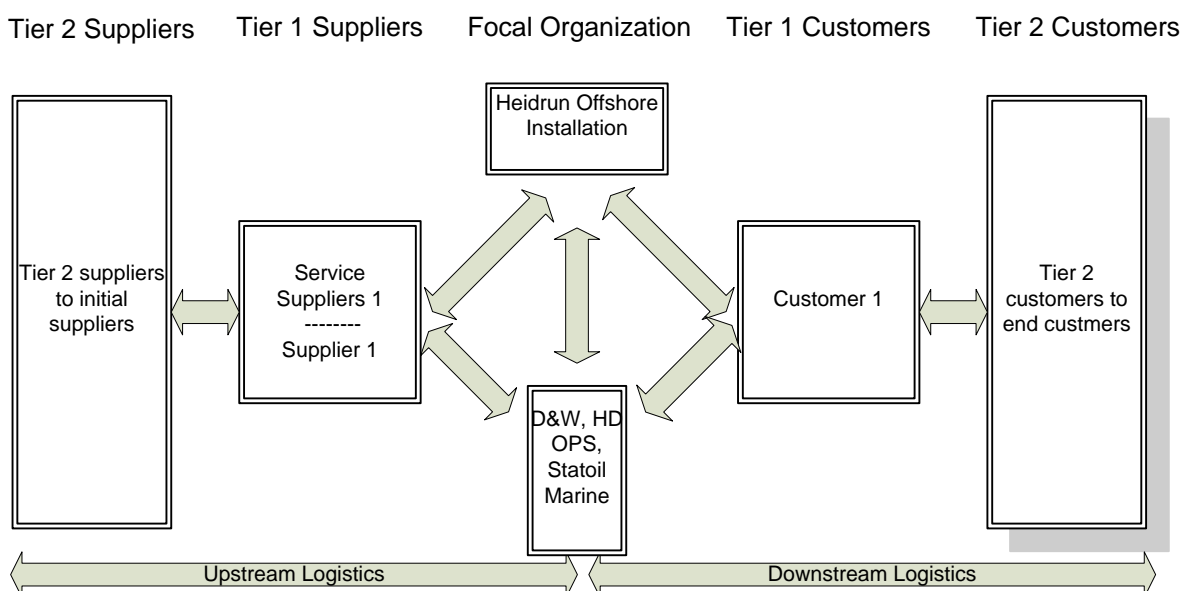 Tier 2 Suppliers
Tier 1 Suppliers
Focal Organization
Tier 1 Customers
Tier 2 Customers
Heidrun Offshore
Installation
Tier 2 suppliers
to initial
suppliers
Service
Suppliers 1
--------
Supplier 1
Customer 1
Tier 2
customers to
end custmers
D&W, HD
OPS,
Statoil
Marine
Upstream Logistics
Downstream Logistics